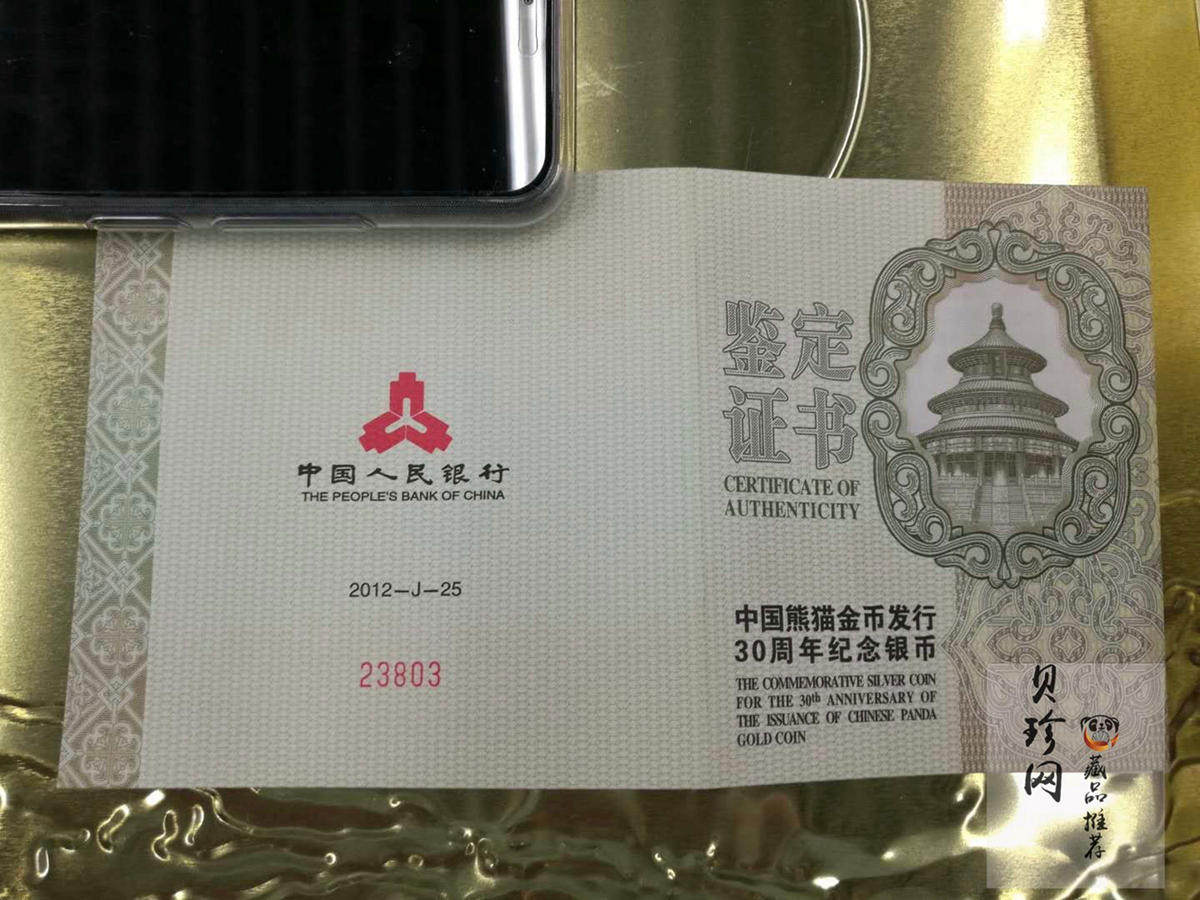 中国人民银行
THE PEOPLE'S BANK OF CHINA
2012—J—25
23803
鉴定
证书
CERTIFICATE OF
AUTHENTICITY
中国熊猫金币发行
30周年纪念银币
THE COMMEMORATIVE SILVER COIN
FOR THE 30th ANNIVERSARY OF
THE ISSUANCE OF CHINESE PANDA
GOLD COIN
贝珍网
藏品推荐